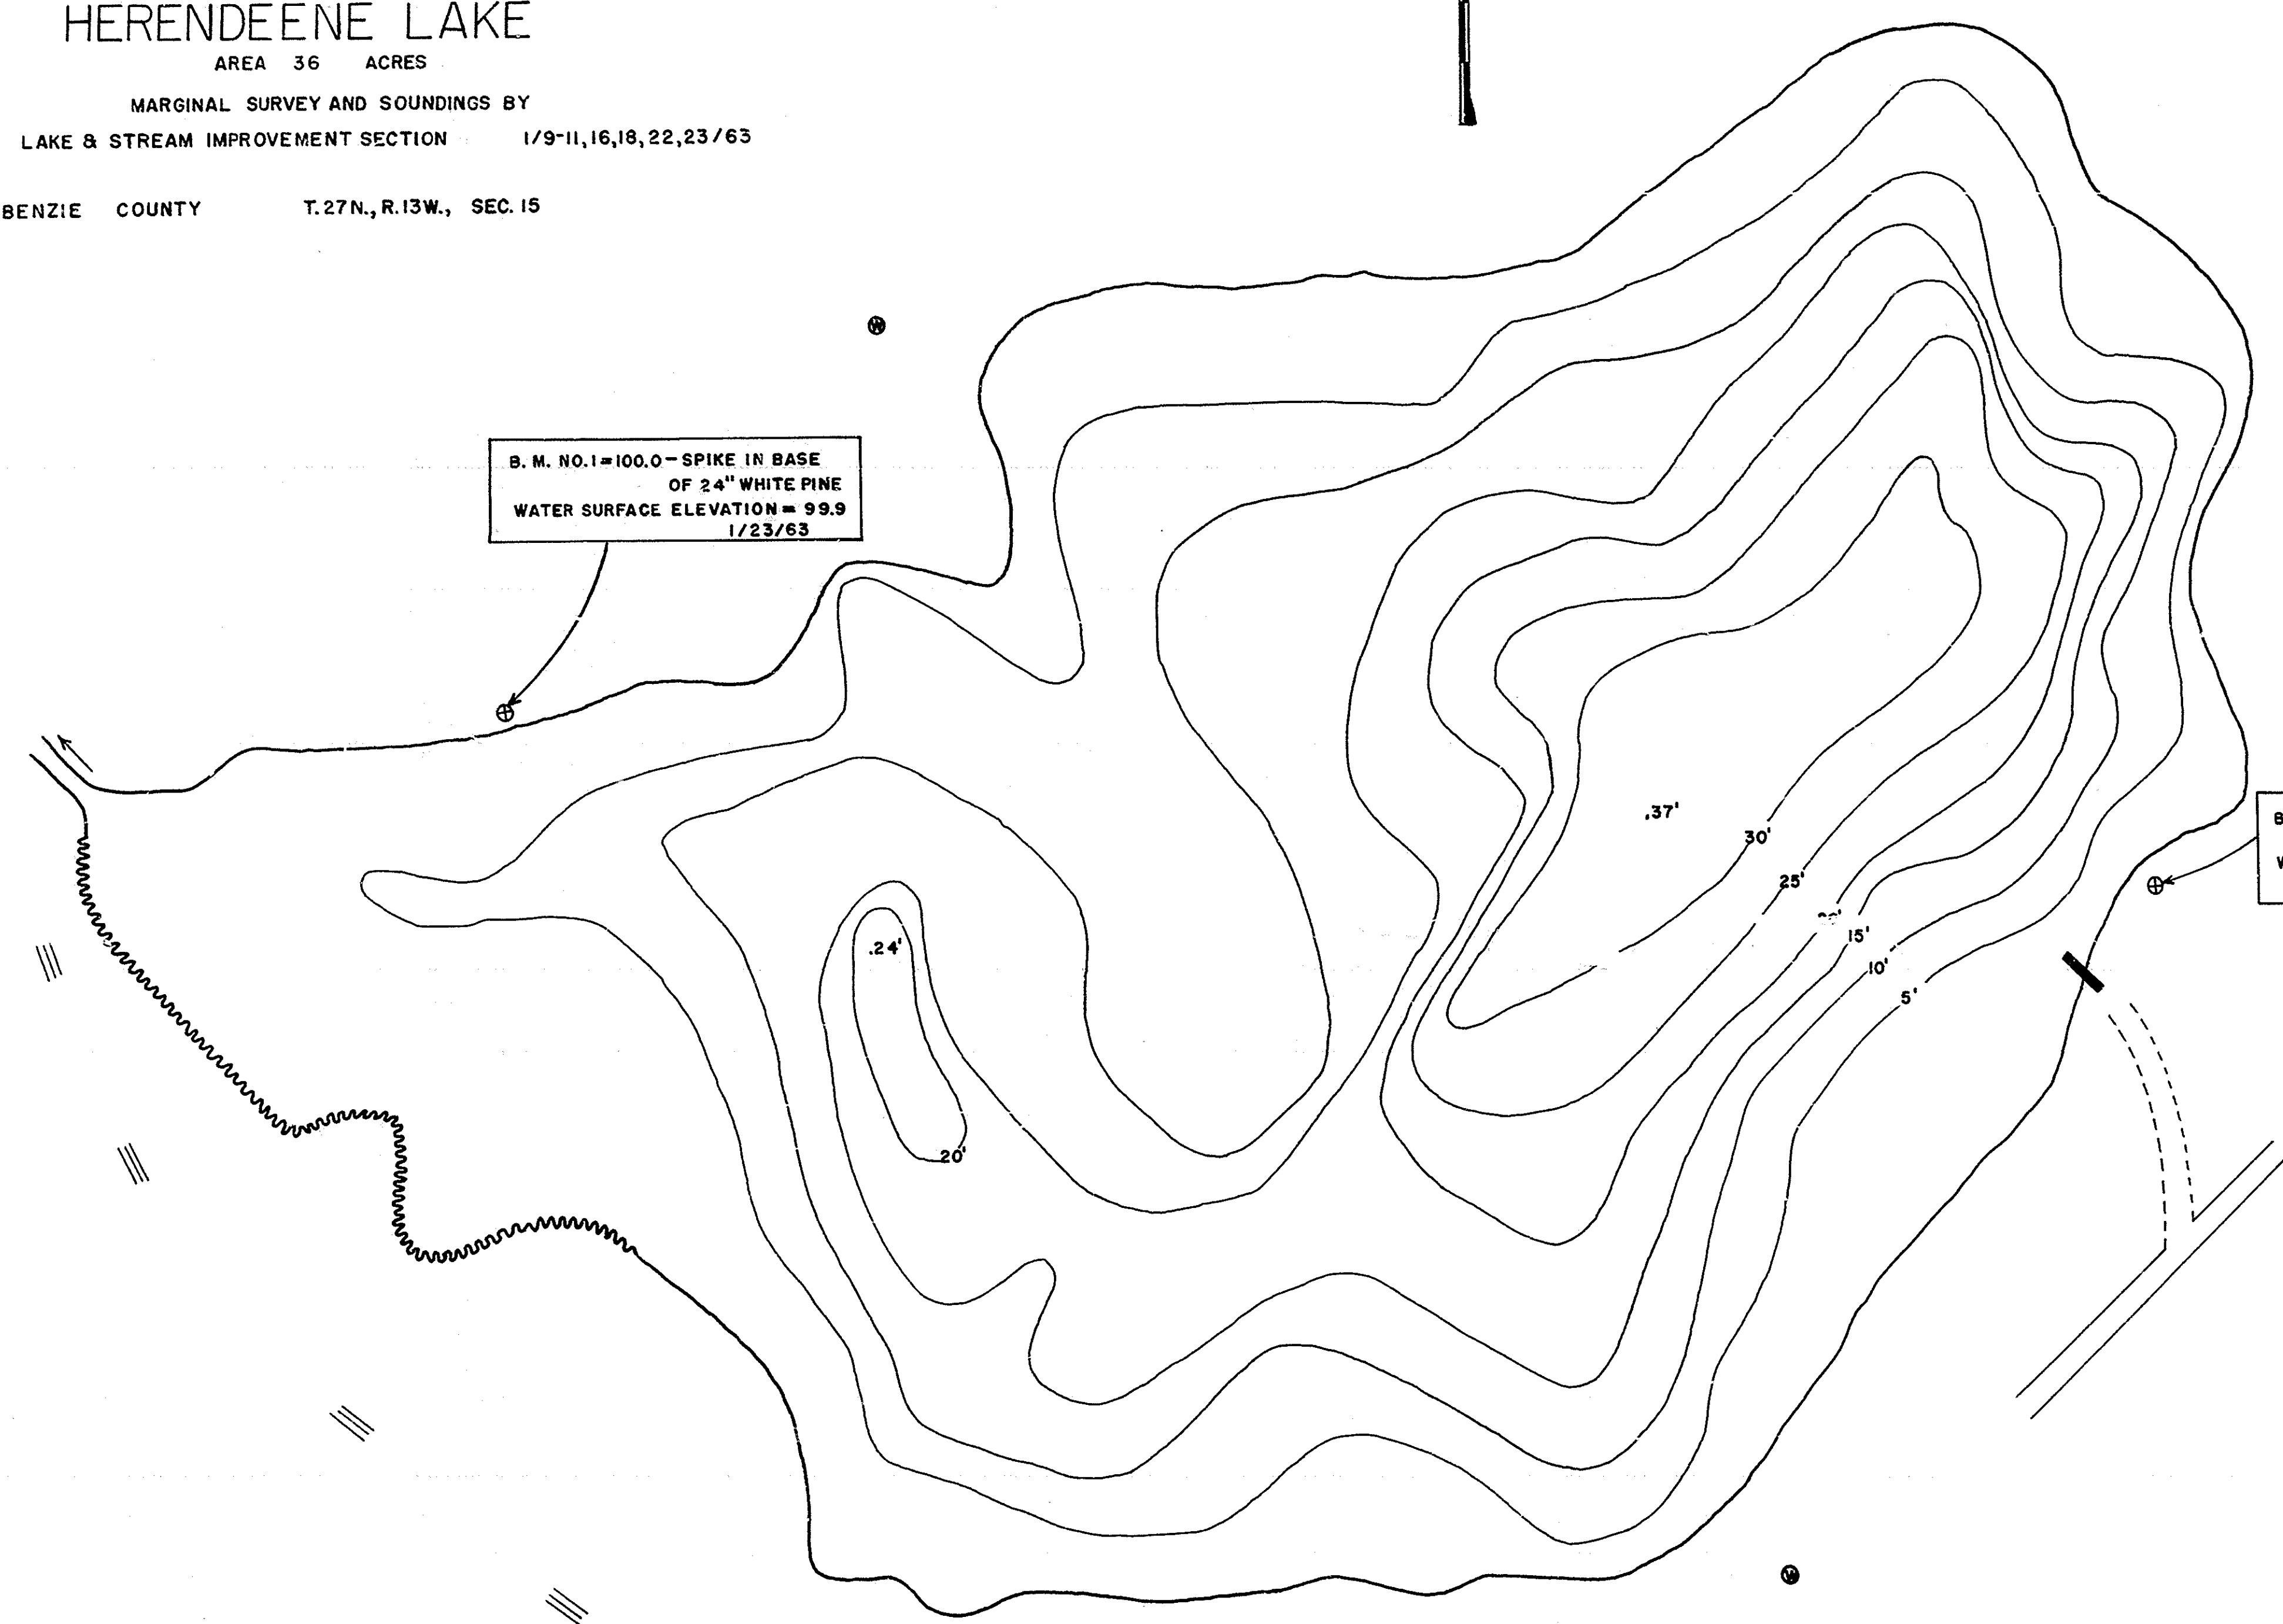 HERENDEENE LAKE
AREA 36 ACRES
MARGINAL SURVEY AND SOUNDINGS BY
LAKE & STREAM IMPROVEMENT SECTION 1/9-11,16,18,22,23/63
BENZIE COUNTY T.27N., R.13W., SEC. 15
W
B. M. NO.1=100.0-SPIKE IN BASE
OF 24" WHITE PINE
WATER SURFACE ELEVATION = 99.9
1/23/63
.37'
30'
B
W
25'
15'
.24'
10'
5'
20'
W